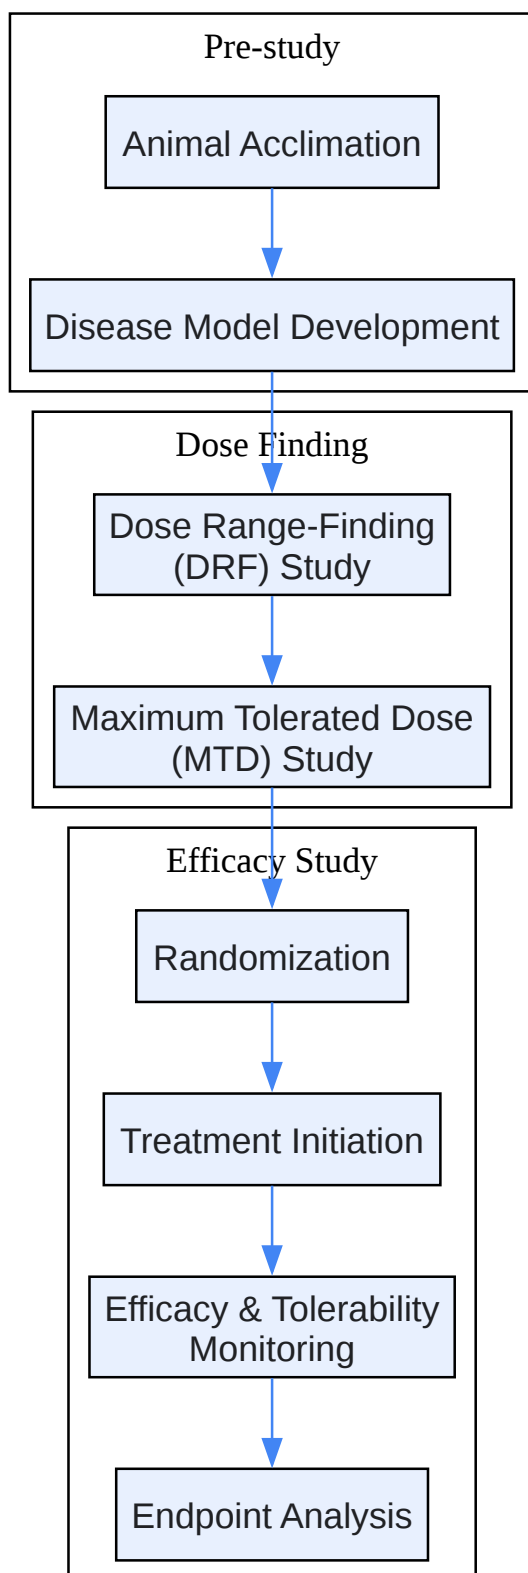 Pre-study
Animal Acclimation
Disease Model Development
Dose Finding
Dose Range-Finding
(DRF) Study
Maximum Tolerated Dose
(MTD) Study
Efficacy Study
Randomization
Treatment Initiation
Efficacy & Tolerability
Monitoring
Endpoint Analysis